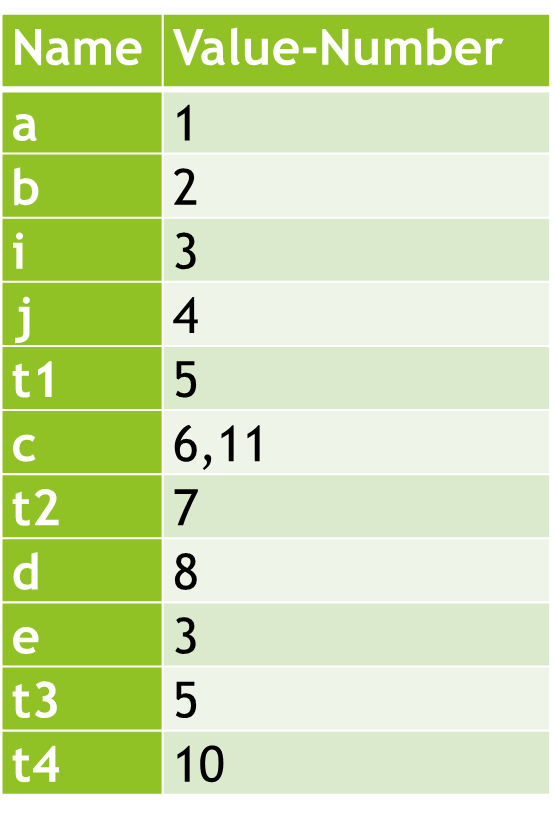 Name Value-Number
a 1
b 2
i 3
j 4
t1 5
c 6,11
t2 7
d 8
e 3
t3 5
t4 10